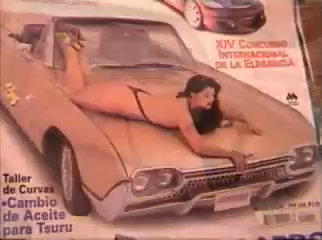 XIV CONCURSO
INTERNACIONAL
DE LA ELEGANCIA
Taller
de Curvas
•Cambio
de Aceite
para Tsuru